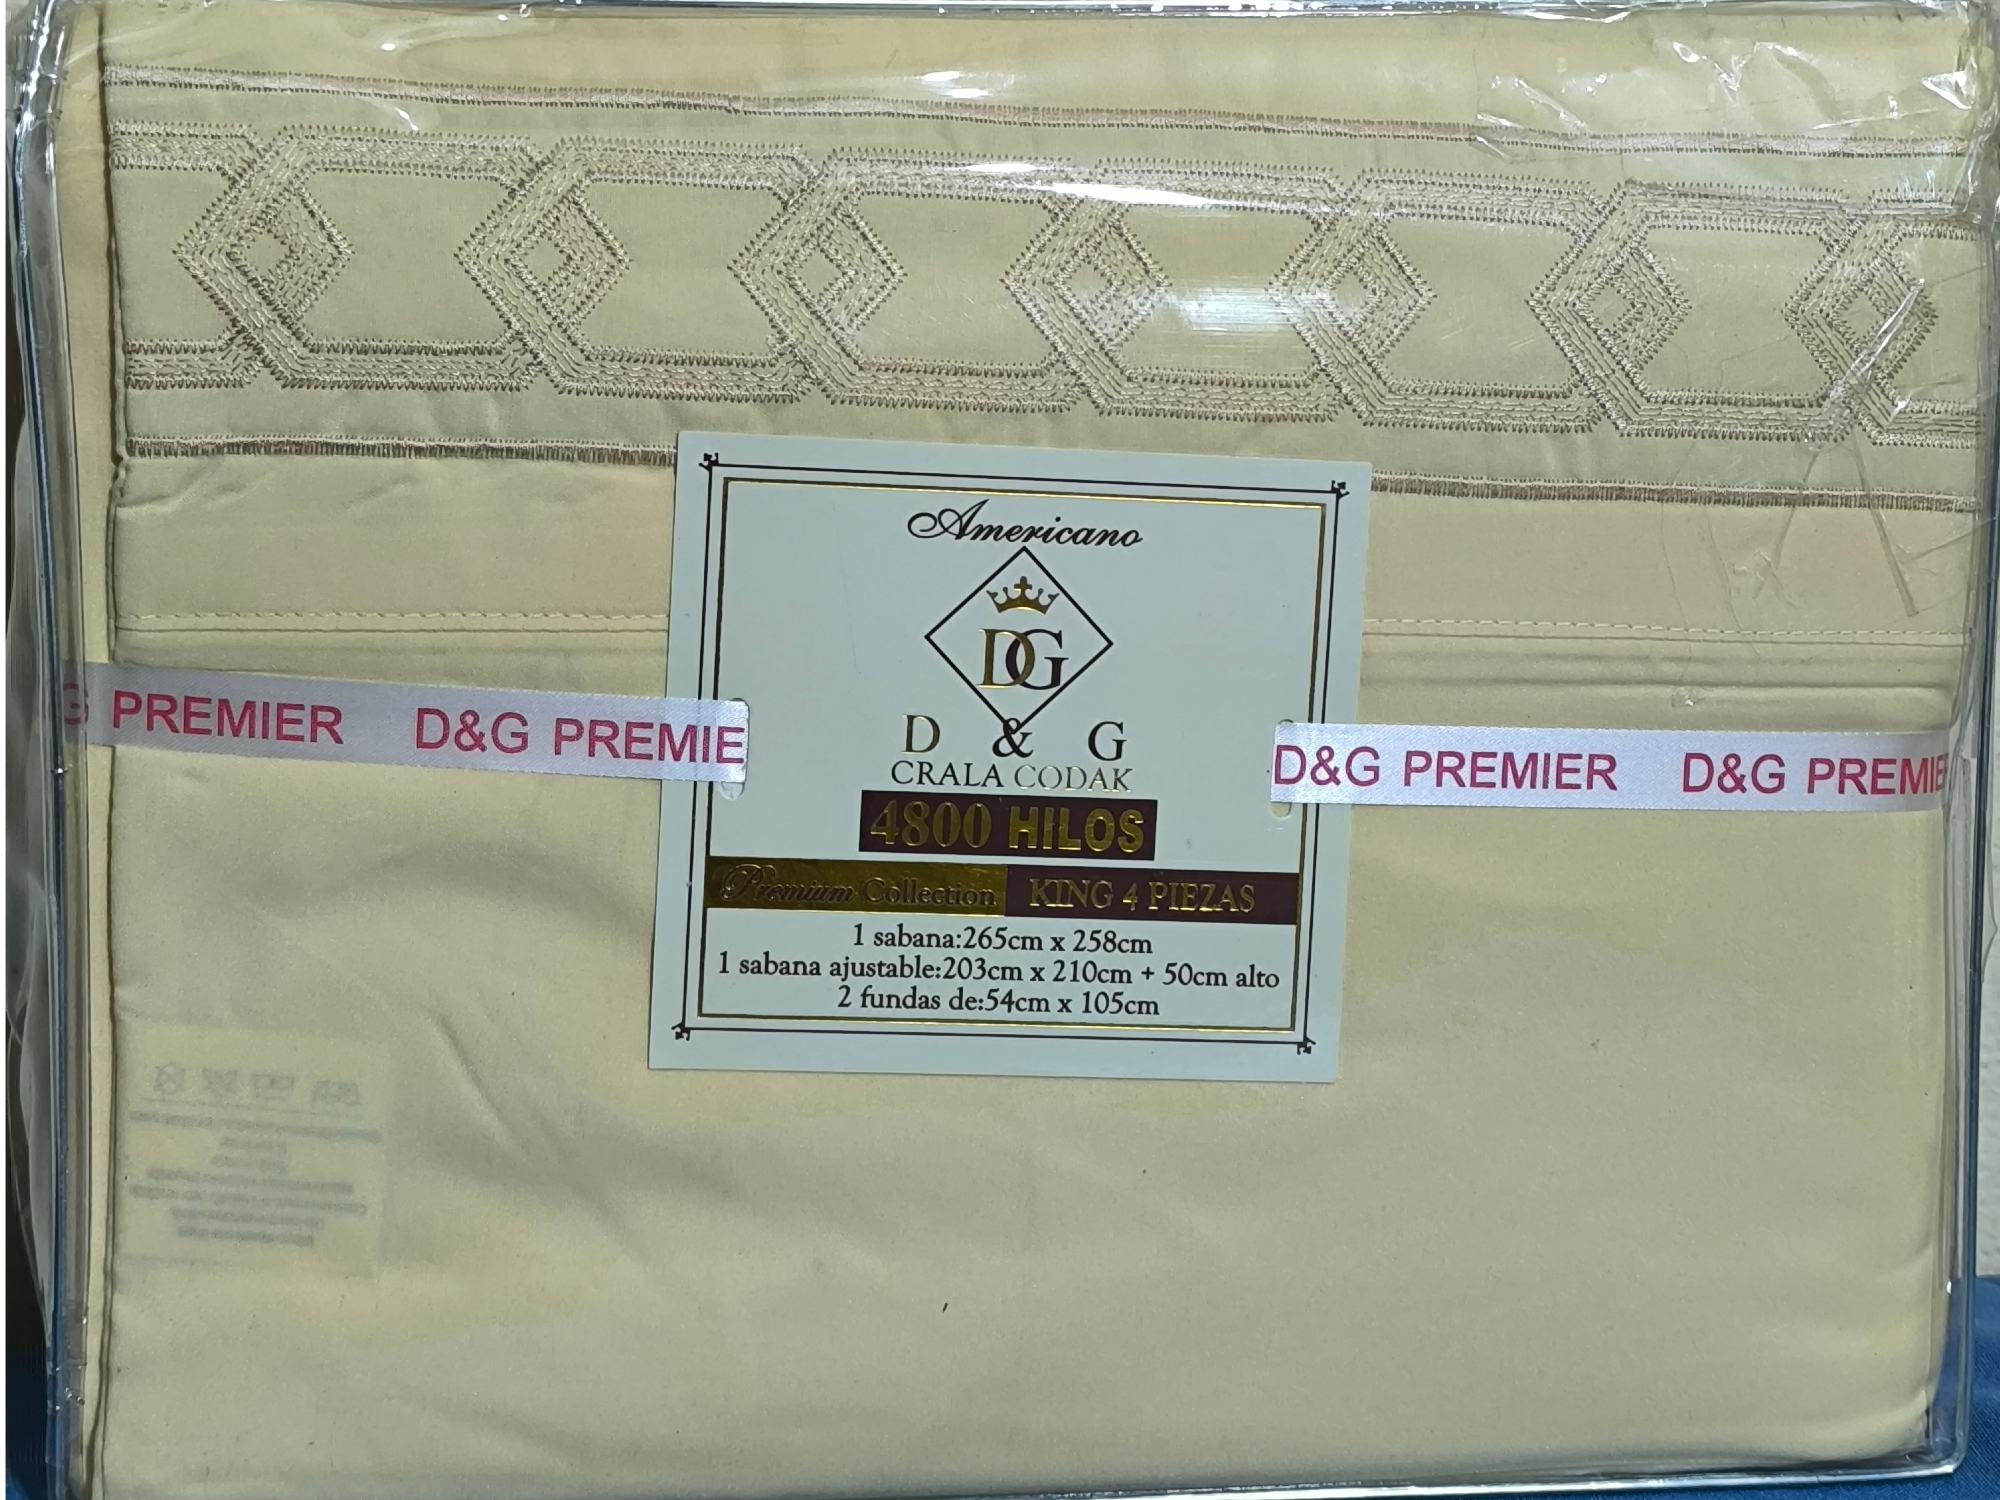 Americano
DG
D & G
CRALA CODAK
4800 HILOS
Premium Collection KING 4 PIEZAS
1 sabana:265cm x 258cm
1 sabana ajustable:203cm x 210cm + 50cm alto
2 fundas de:54cm x 105cm
G PREMIER D&G PREMIE
D&G PREMIER D&G PREMIE